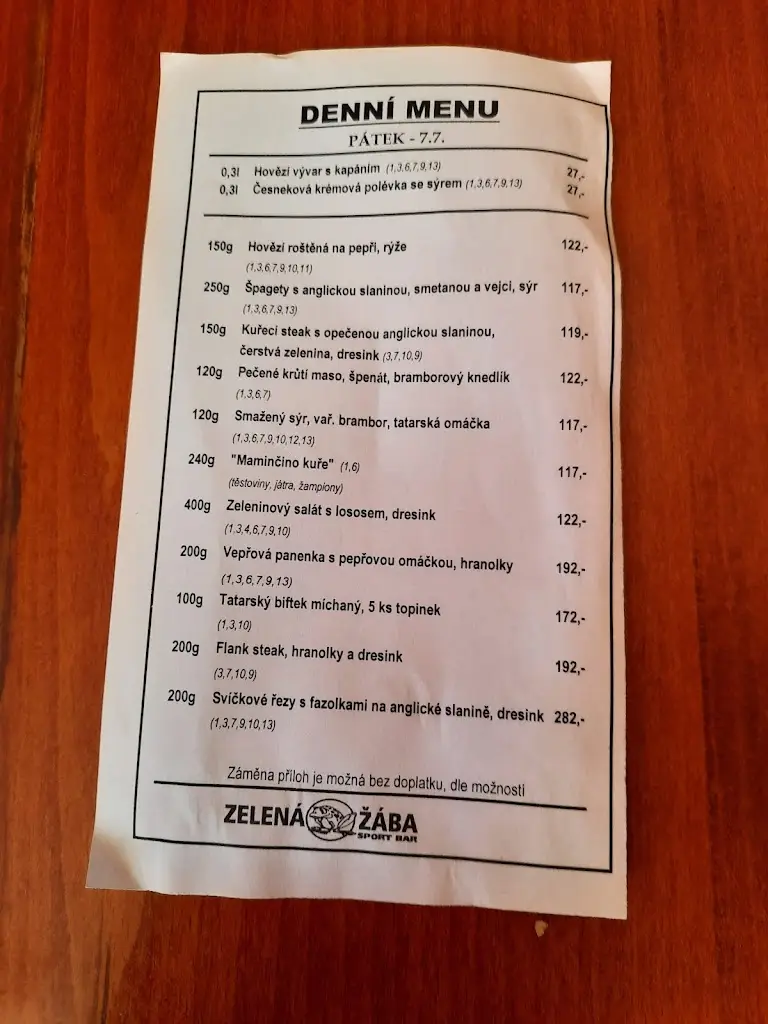 DENNÍ MENU
PÁTEK - 7.7.
0,3l Hovězí vývar s kapáním (1,3,6,7,9,13) 27,-
0,3l Česneková krémová polévka se sýrem (1,3,6,7,9,13) 27,-
150g Hovězí roštěná na pepři, rýže 122,-
(1,3,6,7,9,10,11)
250g Špagety s anglickou slaninou, smetanou a vejci, sýr 117,-
(1,3,6,7,9,13)
150g Kuřecí steak s opečenou anglickou slaninou, 119,-
čerstvá zelenina, dresink (3,7,10,9)
120g Pečené krůtí maso, špenát, bramborový knedlík 122,-
(1,3,6,7)
120g Smažený sýr, vař. brambor, tatarská omáčka 117,-
(1,3,6,7,9,10,12,13)
240g "Maminčino kuře" (1,6) 117,-
(těstoviny, játra, žampiony)
400g Zeleninový salát s lososem, dresink 122,-
(1,3,4,6,7,9,10)
200g Vepřová panenka s pepřovou omáčkou, hranolky 192,-
(1,3,6,7,9,13)
100g Tatarský biftek míchaný, 5 ks topinek 172,-
(1,3,10)
200g Flank steak, hranolky a dresink 192,-
(3,7,10,9)
200g Svíčkové řezy s fazolkami na anglické slanině, dresink 282,-
(1,3,7,9,10,13)
Záměna příloh je možná bez doplatku, dle možností
ZELENÁ ŽÁBA
SPORT BAR